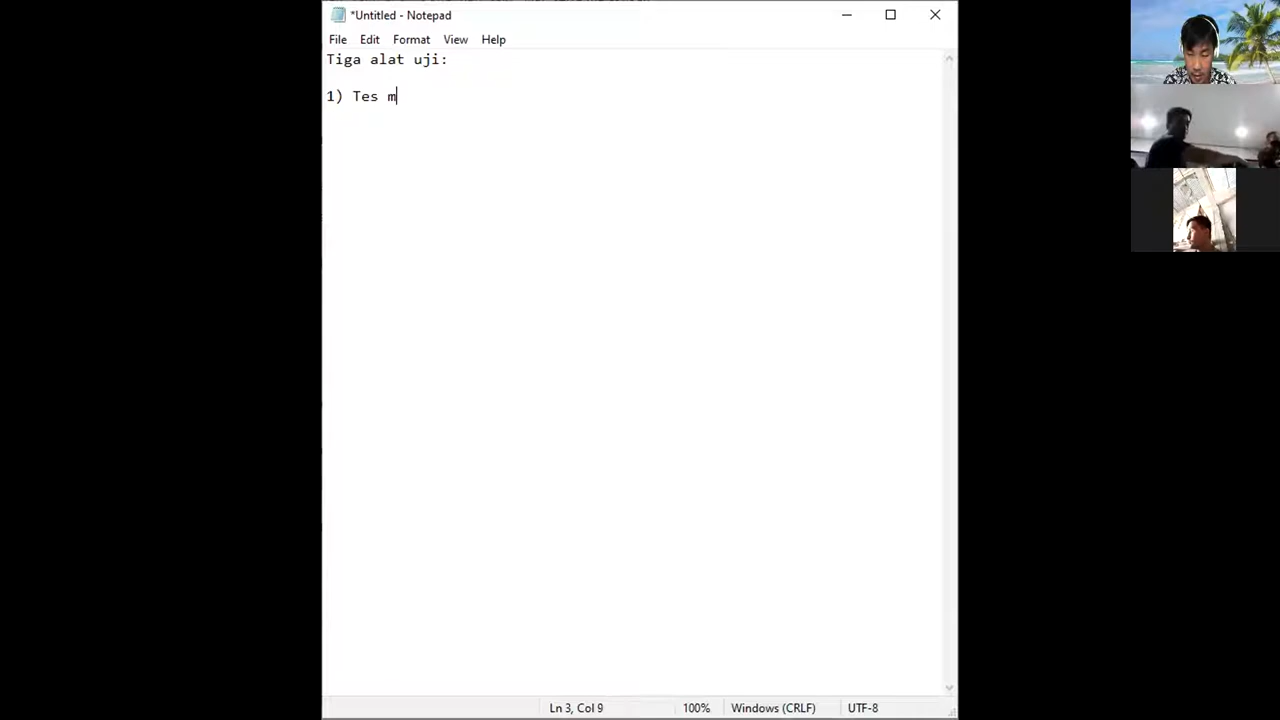 *Untitled - Notepad
File Edit Format View Help
Tiga alat uji:
1) Tes m
Ln 3, Col 9 100% Windows (CRLF) UTF-8